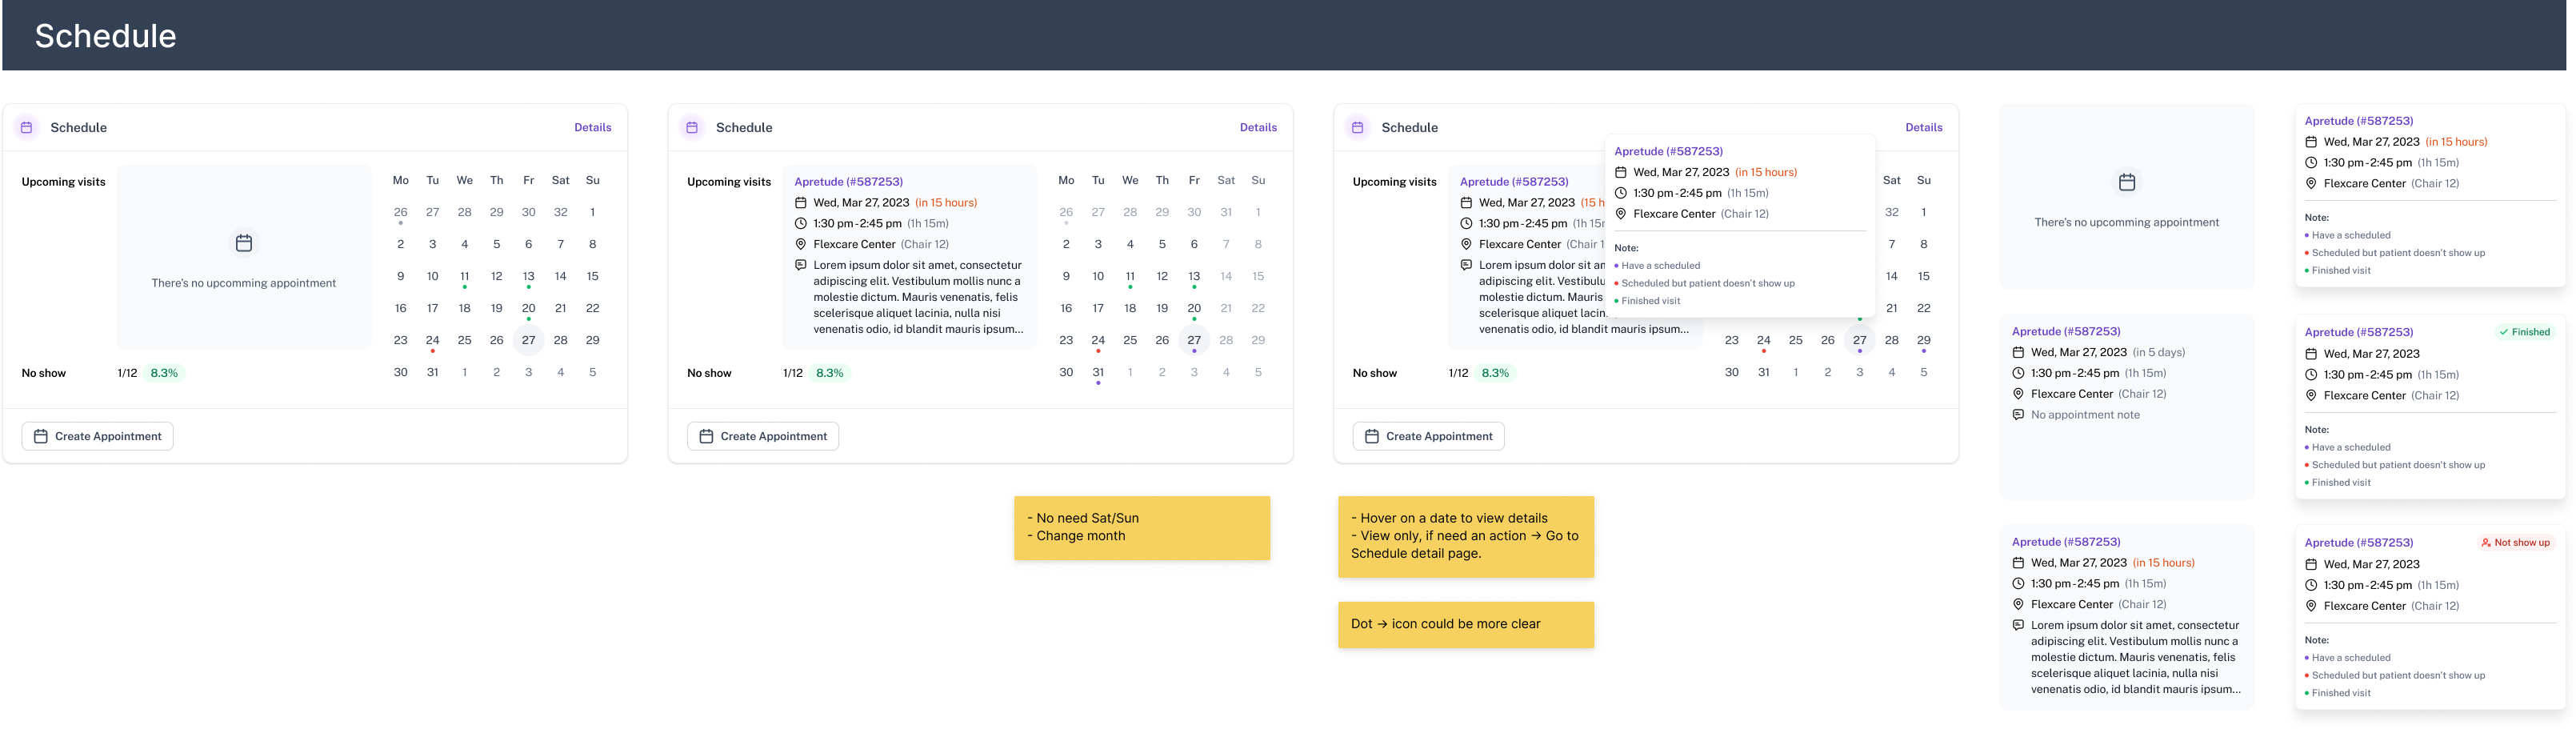 Schedule
Schedule
Details
Upcoming visits
There's no upcomming appointment
Mo Tu We Th Fr Sat Su
26 27 28 29 30 32 1
2 3 4 5 6 7 8
9 10 11 12 13 14 15
16 17 18 19 20 21 22
23 24 25 26 27 28 29
30 31 1 2 3 4 5
No show
1/12 8.3%
Create Appointment
Schedule
Details
Upcoming visits
Apretude (#587253)
Wed, Mar 27, 2023 (in 15 hours)
1:30 pm - 2:45 pm (1h 15m)
Flexcare Center (Chair 12)
Lorem ipsum dolor sit amet, consectetur
adipiscing elit. Vestibulum mollis nunc a
molestie dictum. Mauris venenatis, felis
scelerisque aliquet lacinia, nulla nisi
venenatis odio, id blandit mauris ipsum...
Mo Tu We Th Fr Sat Su
26 27 28 29 30 31 1
2 3 4 5 6 7 8
9 10 11 12 13 14 15
16 17 18 19 20 21 22
23 24 25 26 27 28 29
30 31 1 2 3 4 5
No show
1/12 8.3%
Create Appointment
- No need Sat/Sun
- Change month
Schedule
Details
Upcoming visits
Apretude (#587253)
Wed, Mar 27, 2023 (15 h
1:30 pm - 2:45 pm (1h 15m
Flexcare Center (Chair 1
Lorem ipsum dolor sit am
adipiscing elit. Vestibulu
molestie dictum. Mauris
scelerisque aliquet lacin
venenatis odio, id blandit mauris ipsum...
Apretude (#587253)
Wed, Mar 27, 2023 (in 15 hours)
1:30 pm - 2:45 pm (1h 15m)
Flexcare Center (Chair 12)
Note:
Have a scheduled
Scheduled but patient doesn't show up
Finished visit
Sat Su
32 1
7 8
14 15
21 22
23 24 25 26 27 28 29
30 31 1 2 3 4 5
No show
1/12 8.3%
Create Appointment
- Hover on a date to view details
- View only, if need an action → Go to
Schedule detail page.
Dot → icon could be more clear
There's no upcomming appointment
Apretude (#587253)
Wed, Mar 27, 2023 (in 5 days)
1:30 pm - 2:45 pm (1h 15m)
Flexcare Center (Chair 12)
No appointment note
Apretude (#587253)
Wed, Mar 27, 2023 (in 15 hours)
1:30 pm - 2:45 pm (1h 15m)
Flexcare Center (Chair 12)
Lorem ipsum dolor sit amet, consectetur
adipiscing elit. Vestibulum mollis nunc a
molestie dictum. Mauris venenatis, felis
scelerisque aliquet lacinia, nulla nisi
venenatis odio, id blandit mauris ipsum...
Apretude (#587253)
Wed, Mar 27, 2023 (in 15 hours)
1:30 pm - 2:45 pm (1h 15m)
Flexcare Center (Chair 12)
Note:
Have a scheduled
Scheduled but patient doesn't show up
Finished visit
Apretude (#587253) Finished
Wed, Mar 27, 2023
1:30 pm - 2:45 pm (1h 15m)
Flexcare Center (Chair 12)
Note:
Have a scheduled
Scheduled but patient doesn't show up
Finished visit
Apretude (#587253) Not show up
Wed, Mar 27, 2023
1:30 pm - 2:45 pm (1h 15m)
Flexcare Center (Chair 12)
Note:
Have a scheduled
Scheduled but patient doesn't show up
Finished visit